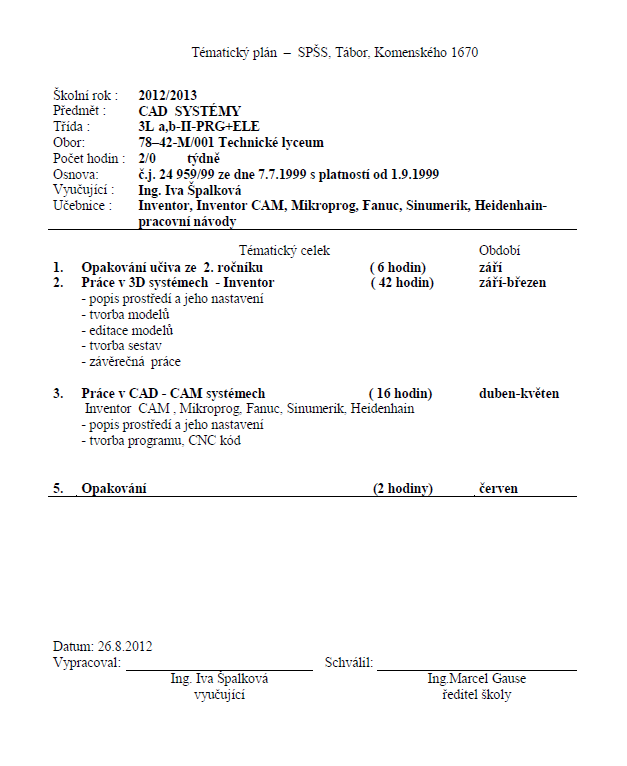 Tématický plán – SPŠS, Tábor, Komenského 1670
Školní rok : 2012/2013
Předmět : CAD SYSTÉMY
Třída : 3L a,b-II-PRG+ELE
Obor: 78–42-M/001 Technické lyceum
Počet hodin : 2/0 týdně
Osnova: č.j. 24 959/99 ze dne 7.7.1999 s platností od 1.9.1999
Vyučující : Ing. Iva Špalková
Učebnice : Inventor, Inventor CAM, Mikroprog, Fanuc, Sinumerik, Heidenhain-
pracovní návody
Tématický celek Období
1. Opakování učiva ze 2. ročníku ( 6 hodin) září
2. Práce v 3D systémech - Inventor ( 42 hodin) září-březen
- popis prostředí a jeho nastavení
- tvorba modelů
- editace modelů
- tvorba sestav
- závěrečná práce
3. Práce v CAD - CAM systémech ( 16 hodin) duben-květen
Inventor CAM , Mikroprog, Fanuc, Sinumerik, Heidenhain
- popis prostředí a jeho nastavení
- tvorba programu, CNC kód
5. Opakování (2 hodiny) červen
Datum: 26.8.2012
Vypracoval: Schválil:
Ing. Iva Špalková Ing.Marcel Gause
vyučující ředitel školy